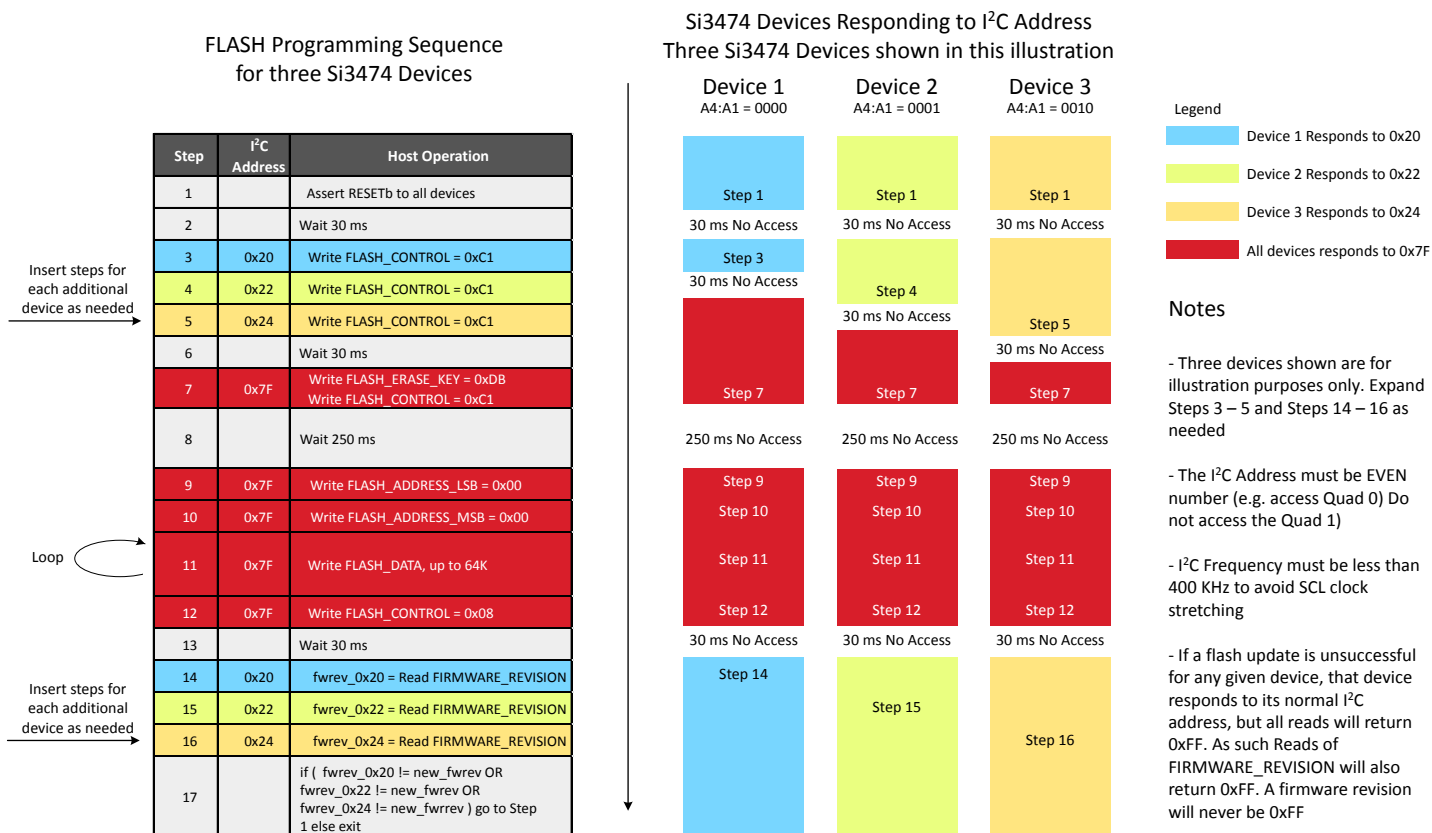 FLASH Programming Sequence
for three Si3474 Devices
Step
I²C
Address
Host Operation
1
Assert RESETb to all devices
2
Wait 30 ms
3
0x20
Write FLASH_CONTROL = 0xC1
4
0x22
Write FLASH_CONTROL = 0xC1
5
0x24
Write FLASH_CONTROL = 0xC1
6
Wait 30 ms
7
0x7F
Write FLASH_ERASE_KEY = 0xDB
Write FLASH_CONTROL = 0xC1
8
Wait 250 ms
9
0x7F
Write FLASH_ADDRESS_LSB = 0x00
10
0x7F
Write FLASH_ADDRESS_MSB = 0x00
11
0x7F
Write FLASH_DATA, up to 64K
12
0x7F
Write FLASH_CONTROL = 0x08
13
Wait 30 ms
14
0x20
fwrev_0x20 = Read FIRMWARE_REVISION
15
0x22
fwrev_0x22 = Read FIRMWARE_REVISION
16
0x24
fwrev_0x24 = Read FIRMWARE_REVISION
17
if ( fwrev_0x20 != new_fwrev OR
fwrev_0x22 != new_fwrev OR
fwrev_0x24 != new_fwrrev ) go to Step
1 else exit
Insert steps for
each additional
device as needed
Loop
Insert steps for
each additional
device as needed
Si3474 Devices Responding to I²C Address
Three Si3474 Devices shown in this illustration
Device 1
A4:A1 = 0000
Step 1
30 ms No Access
Step 3
30 ms No Access
Step 7
250 ms No Access
Step 9
Step 10
Step 11
Step 12
30 ms No Access
Step 14
Device 2
A4:A1 = 0001
Step 1
30 ms No Access
Step 4
30 ms No Access
Step 7
250 ms No Access
Step 9
Step 10
Step 11
Step 12
30 ms No Access
Step 15
Device 3
A4:A1 = 0010
Step 1
30 ms No Access
Step 5
30 ms No Access
Step 7
250 ms No Access
Step 9
Step 10
Step 11
Step 12
30 ms No Access
Step 16
Legend
Device 1 Responds to 0x20
Device 2 Responds to 0x22
Device 3 Responds to 0x24
All devices responds to 0x7F
Notes
- Three devices shown are for
illustration purposes only. Expand
Steps 3 – 5 and Steps 14 – 16 as
needed
- The I²C Address must be EVEN
number (e.g. access Quad 0) Do
not access the Quad 1)
- I²C Frequency must be less than
400 KHz to avoid SCL clock
stretching
- If a flash update is unsuccessful
for any given device, that device
responds to its normal I²C
address, but all reads will return
0xFF. As such Reads of
FIRMWARE_REVISION will also
return 0xFF. A firmware revision
will never be 0xFF